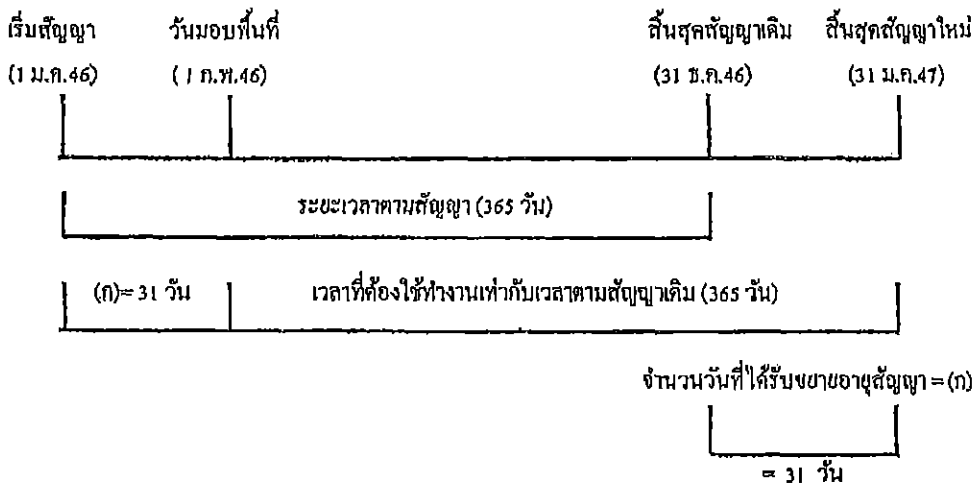 เริ่มสัญญา วันมอบพื้นที่ สิ้นสุดสัญญาเดิม สิ้นสุดสัญญาใหม่
(1 ม.ค.46) (1 ก.พ.46) (31 ธ.ค.46) (31 ม.ค.47)
ระยะเวลาตามสัญญา (365 วัน)
(ก)= 31 วัน เวลาที่ต้องใช้ทำงานเท่ากับเวลาตามสัญญาเดิม (365 วัน)
จำนวนวันที่ได้รับขยายอายุสัญญา = (ก)
= 31 วัน